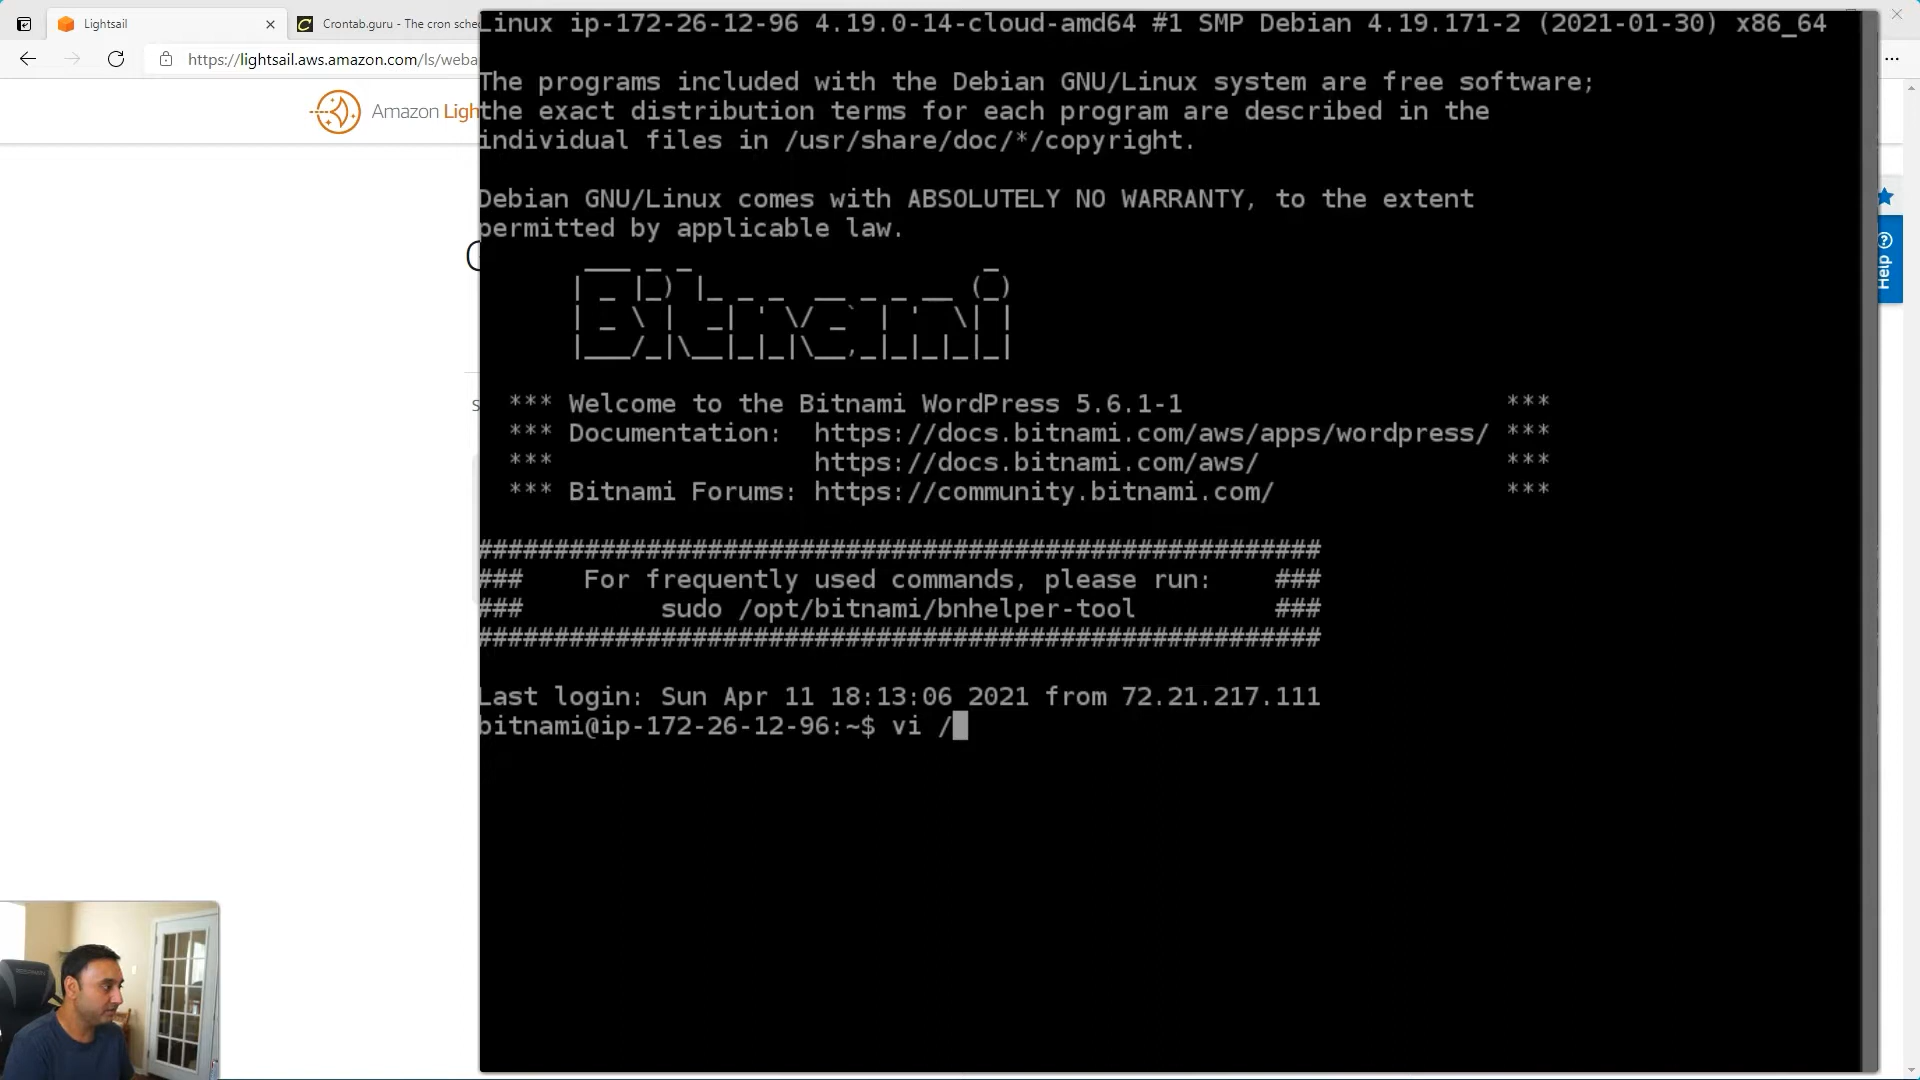 Lightsail
Crontab.guru - The cron sche
https://lightsail.aws.amazon.com/ls/weba
Amazon Ligh
Help
Linux ip-172-26-12-96 4.19.0-14-cloud-amd64 #1 SMP Debian 4.19.171-2 (2021-01-30) x86_64
The programs included with the Debian GNU/Linux system are free software;
the exact distribution terms for each program are described in the
individual files in /usr/share/doc/*/copyright.
Debian GNU/Linux comes with ABSOLUTELY NO WARRANTY, to the extent
permitted by applicable law.
Bitnami
*** Welcome to the Bitnami WordPress 5.6.1-1 ***
*** Documentation: https://docs.bitnami.com/aws/apps/wordpress/ ***
*** https://docs.bitnami.com/aws/ ***
*** Bitnami Forums: https://community.bitnami.com/ ***
#######################################################
### For frequently used commands, please run: ###
### sudo /opt/bitnami/bnhelper-tool ###
#######################################################
Last login: Sun Apr 11 18:13:06 2021 from 72.21.217.111
bitnami@ip-172-26-12-96:~$ vi /